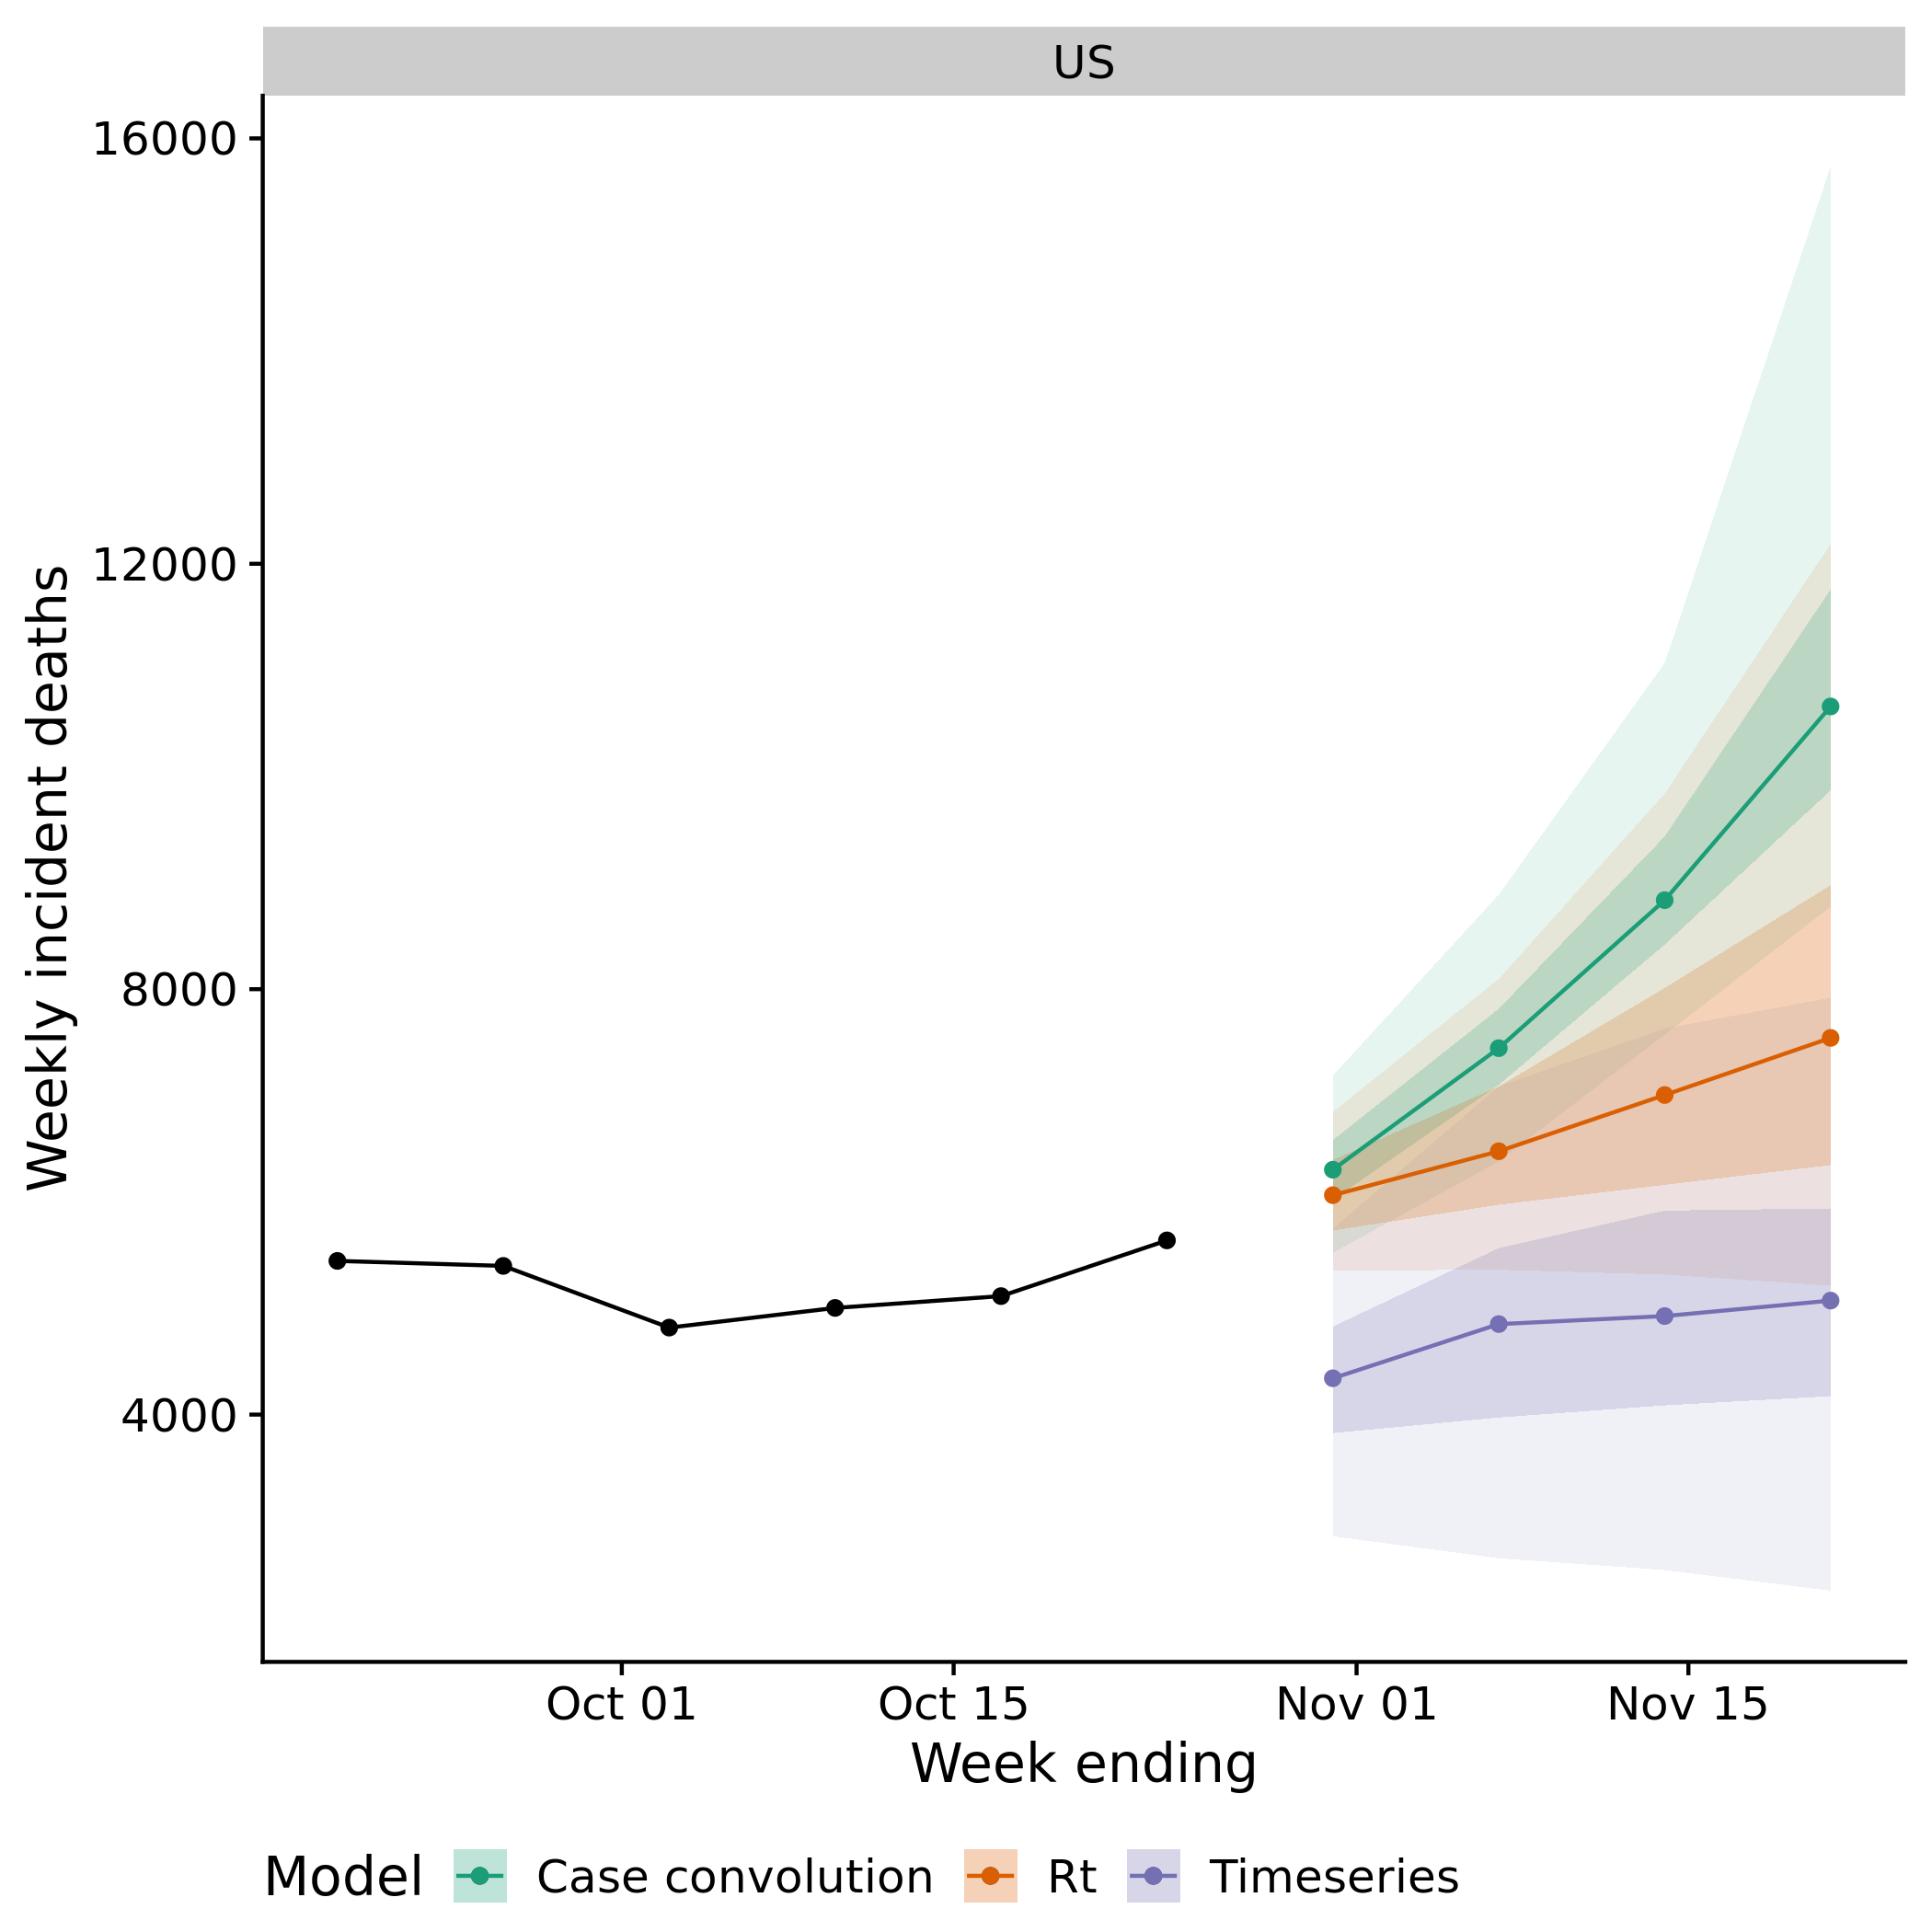 US
16000
12000
8000
4000
Weekly incident deaths
Oct 01 Oct 15 Nov 01 Nov 15
Week ending
Model Case convolution Rt Timeseries